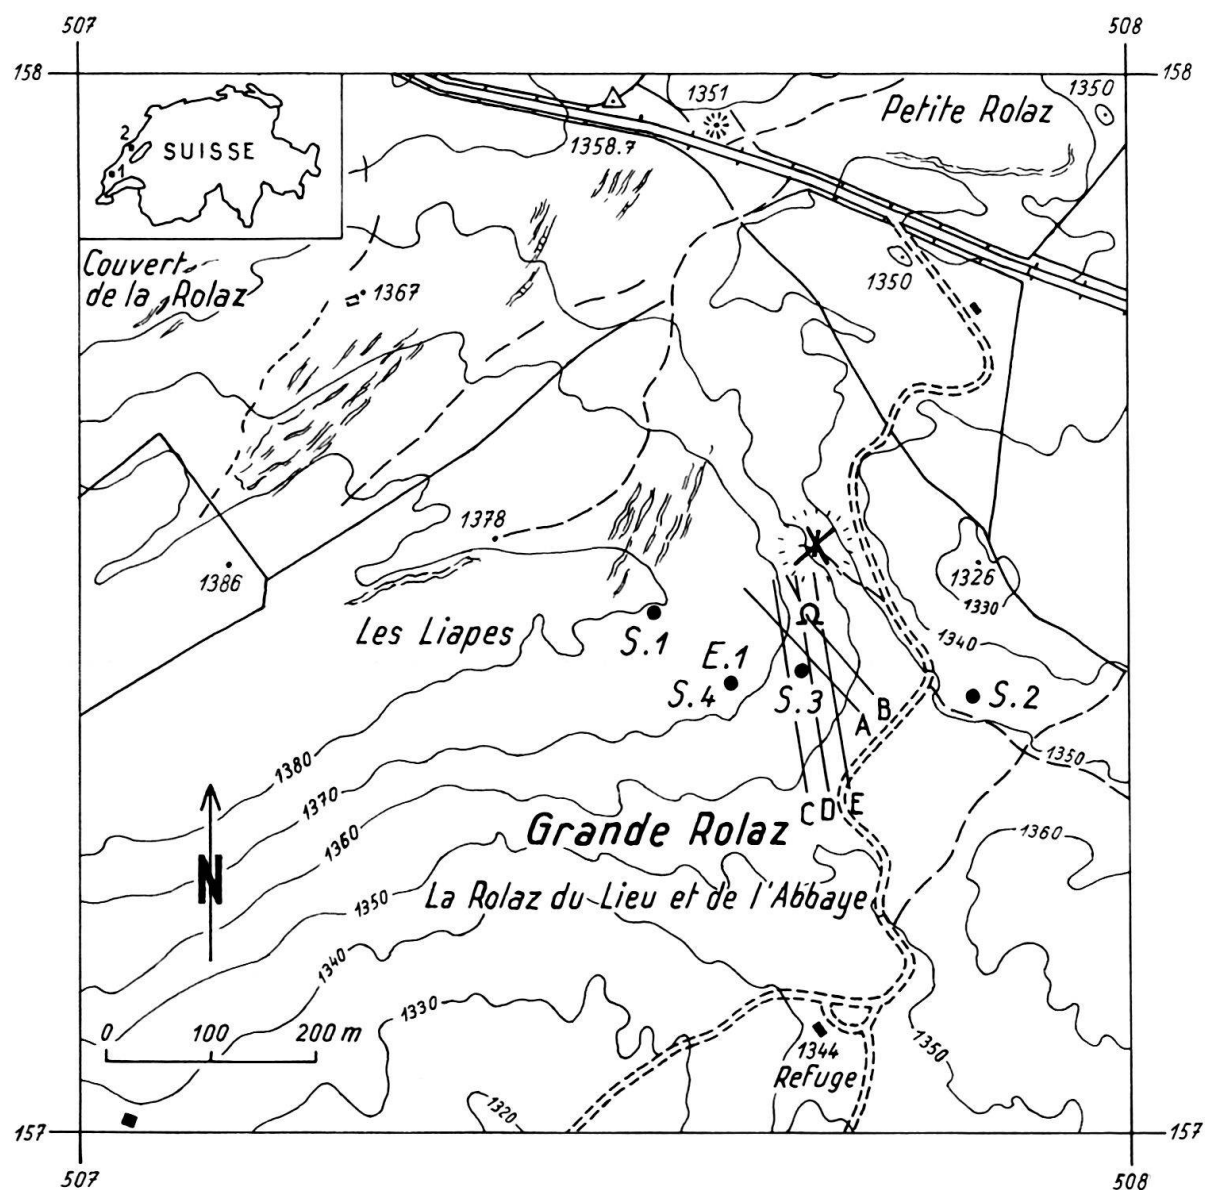 507
508
158
158
1351
Petite Rolaz
1350
2
SUISSE
1
1358.7
Couvert
de la Rolaz
1367
1350
1378
1386
1326
1330
Les Liapes
S.1
E.1
S.4
S.3
S.2
1340
B
A
1380
1370
1360
1350
C D E
Grande Rolaz
1360
N
1350
La Rolaz du Lieu et de l'Abbaye
1340
1330
0 100 200 m
1344
Refuge
1350
1320
157
157
507
508
Ω